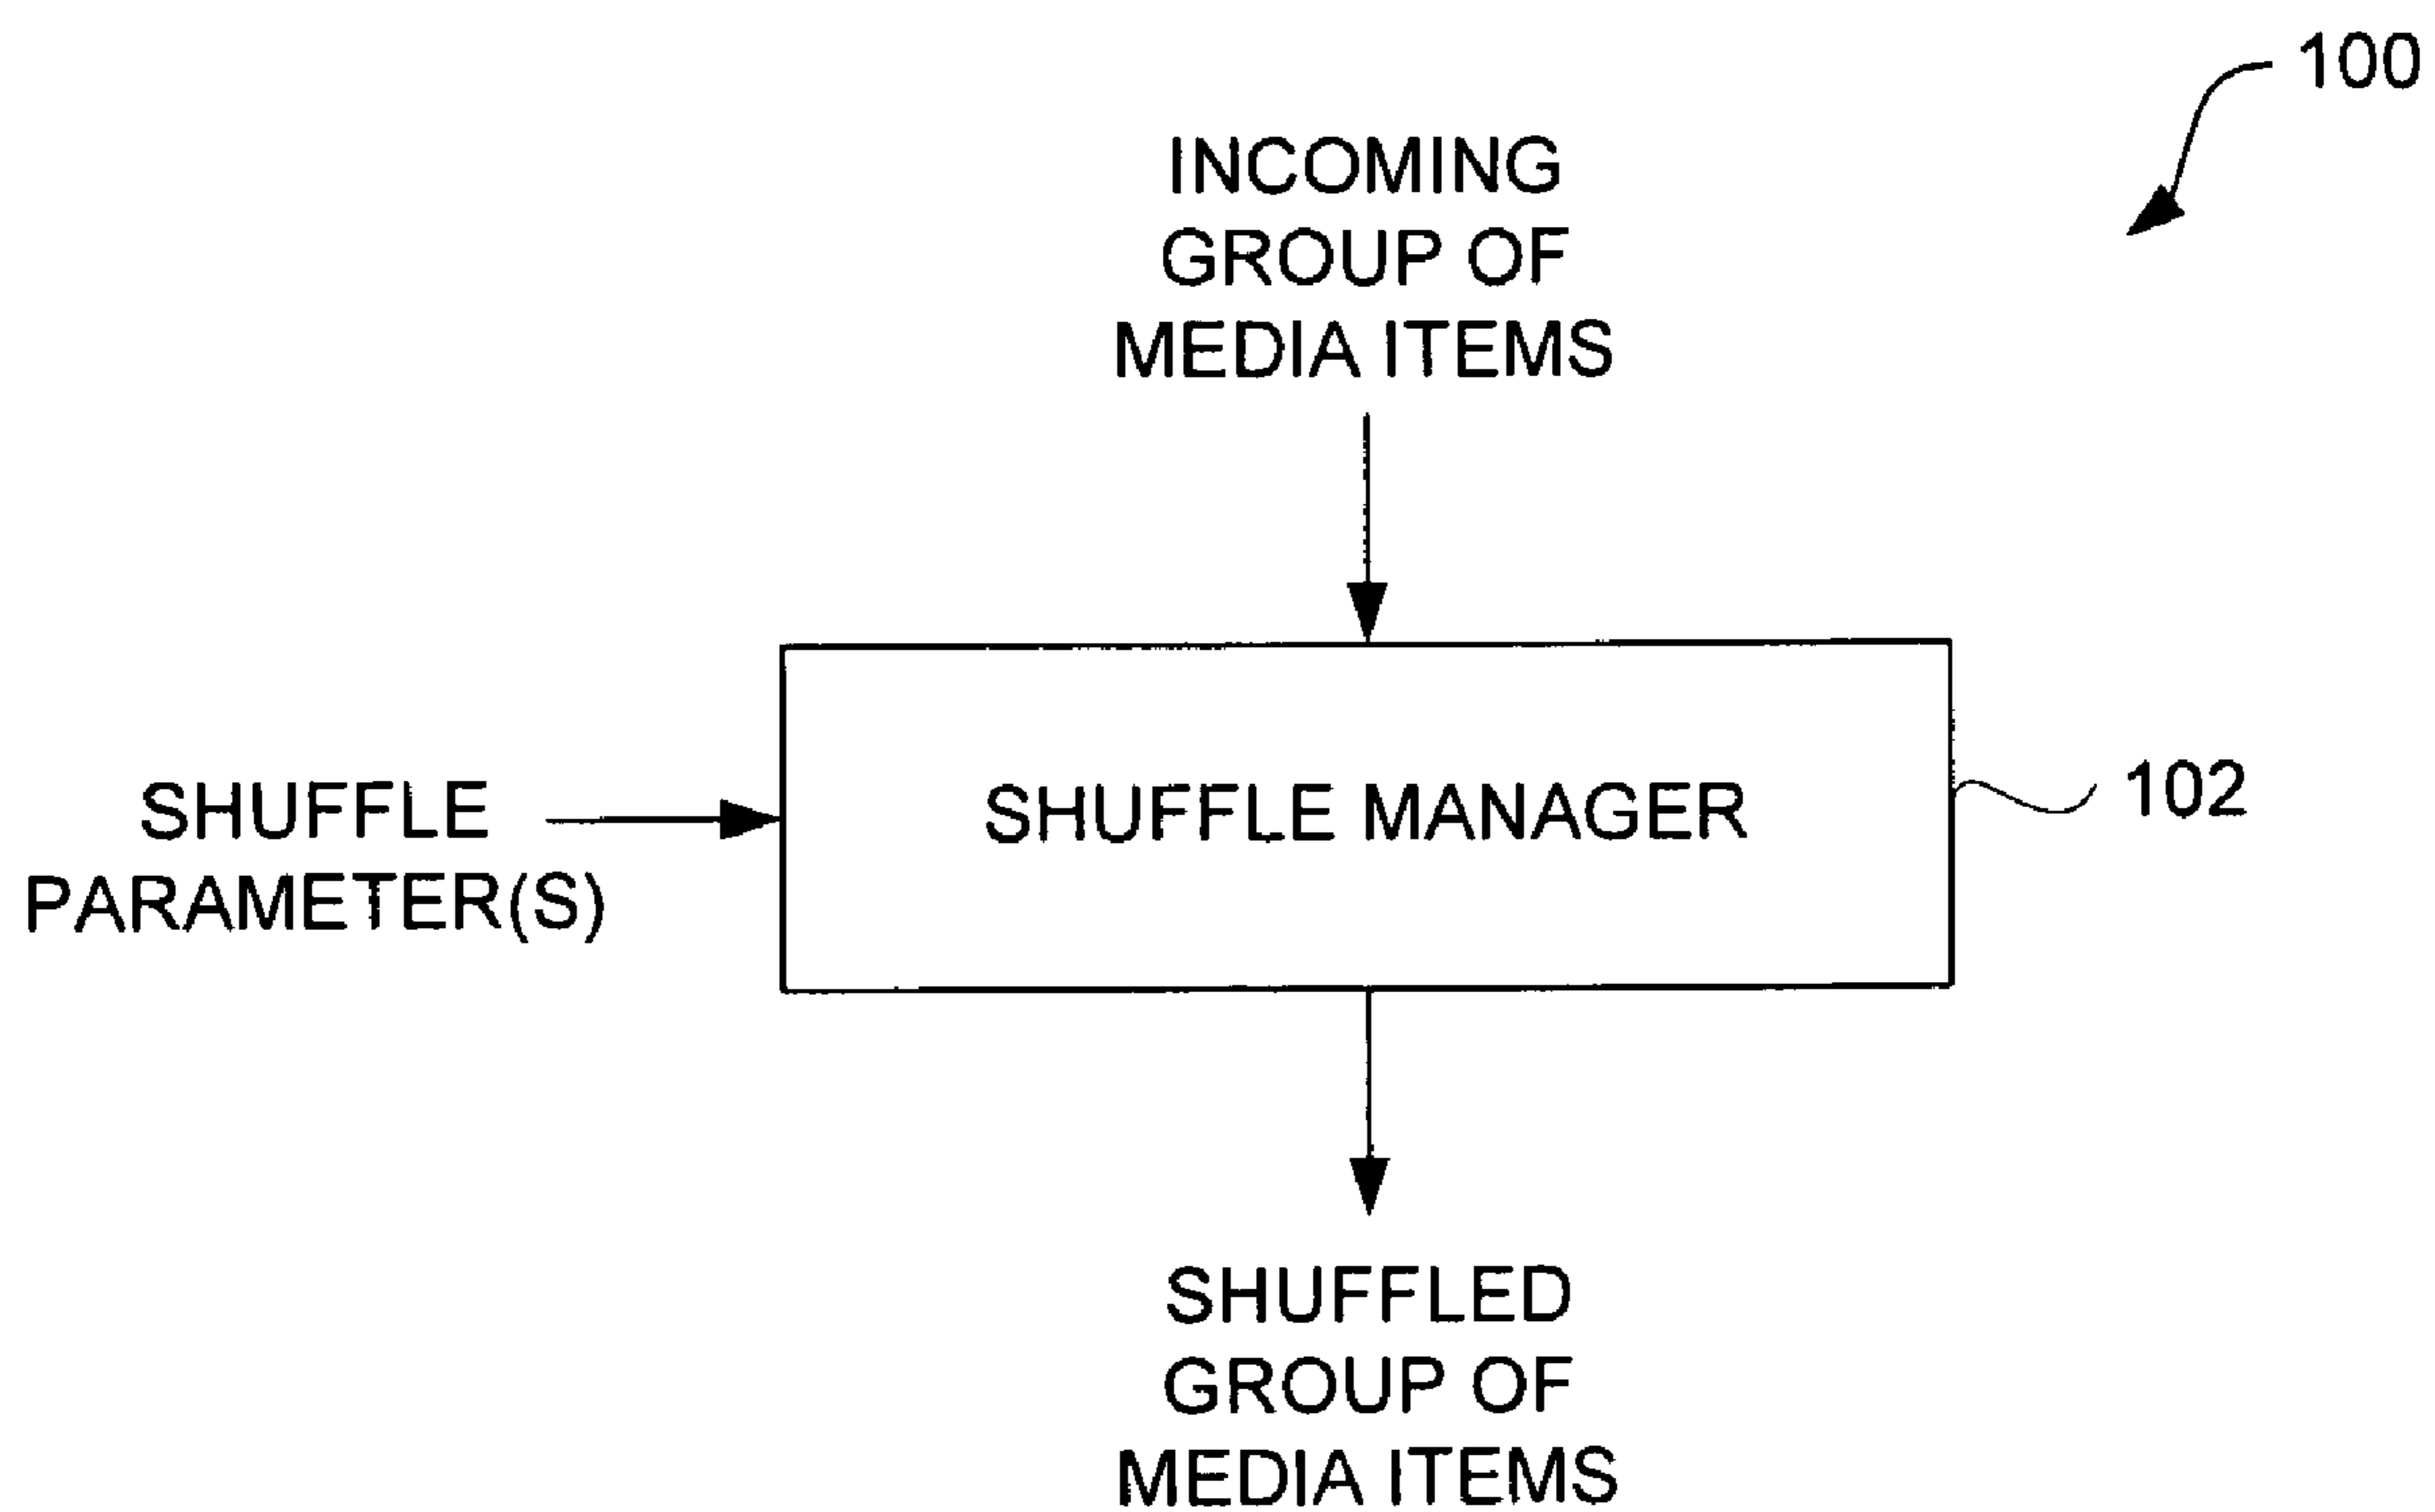 100
INCOMING
GROUP OF
MEDIA ITEMS
SHUFFLE
PARAMETER(S)
SHUFFLE MANAGER
102
SHUFFLED
GROUP OF
MEDIA ITEMS